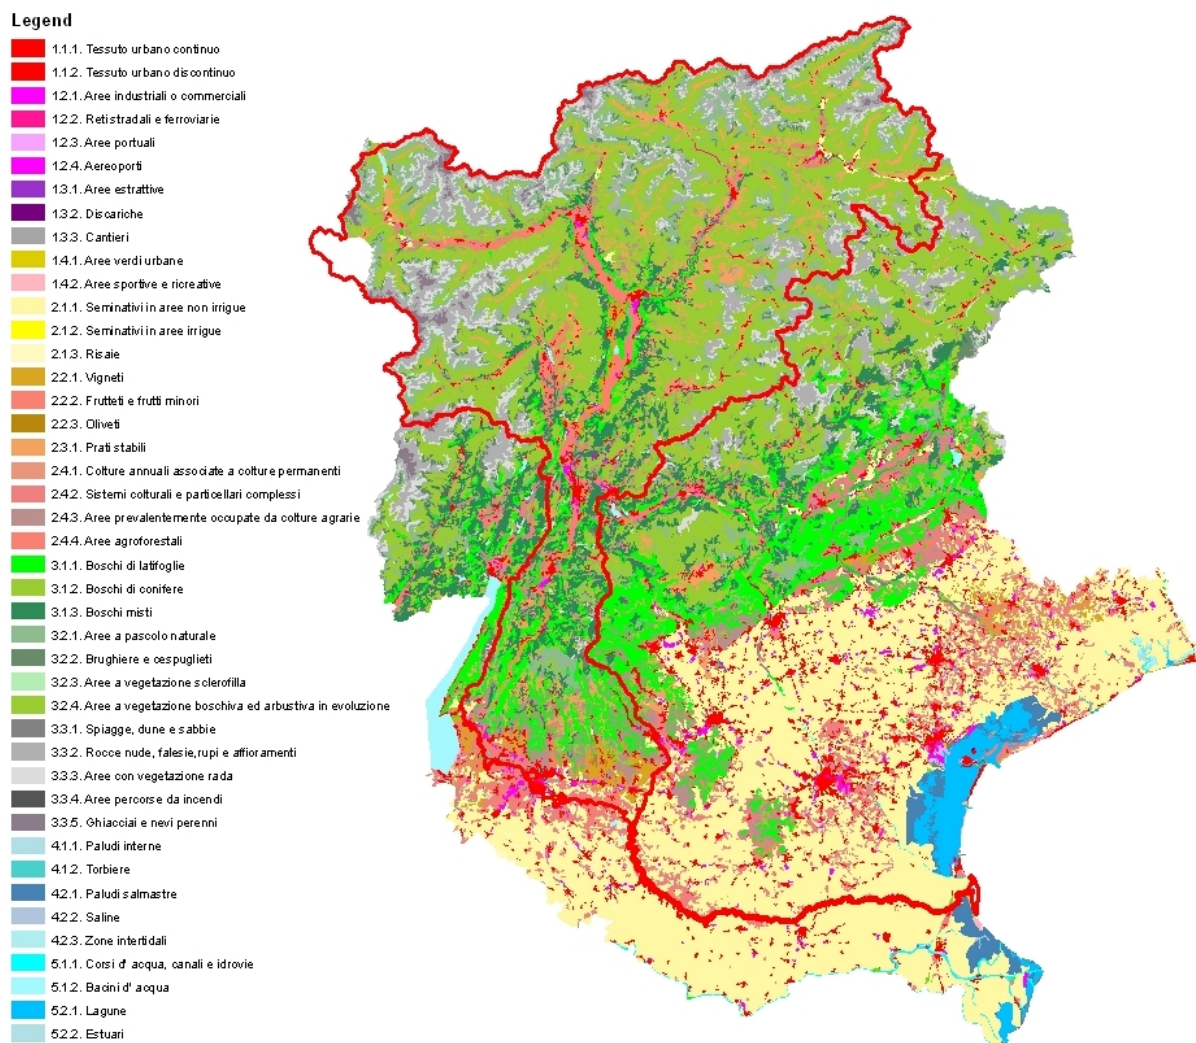 Legend
1.1.1. Tessuto urbano continuo
1.1.2. Tessuto urbano discontinuo
1.2.1. Aree industriali o commerciali
1.2.2. Reti stradali e ferroviarie
1.2.3. Aree portuali
1.2.4. Aereoporti
1.3.1. Aree estrattive
1.3.2. Discariche
1.3.3. Cantieri
1.4.1. Aree verdi urbane
1.4.2. Aree sportive e ricreative
2.1.1. Seminativi in aree non irrigue
2.1.2. Seminativi in aree irrigue
2.1.3. Risaie
2.2.1. Vigneti
2.2.2. Frutteti e frutti minori
2.2.3. Oliveti
2.3.1. Prati stabili
2.4.1. Colture annuali associate a colture permanenti
2.4.2. Sistemi colturali e particellari complessi
2.4.3. Aree prevalentemente occupate da colture agrarie
2.4.4. Aree agroforestali
3.1.1. Boschi di latifoglie
3.1.2. Boschi di conifere
3.1.3. Boschi misti
3.2.1. Aree a pascolo naturale
3.2.2. Brughiere e cespuglieti
3.2.3. Aree a vegetazione sclerofilla
3.2.4. Aree a vegetazione boschiva ed arbustiva in evoluzione
3.3.1. Spiagge, dune e sabbie
3.3.2. Rocce nude, falesie, rupi e affioramenti
3.3.3. Aree con vegetazione rada
3.3.4. Aree percorse da incendi
3.3.5. Ghiacciai e nevi perenni
4.1.1. Paludi interne
4.1.2. Torbiere
4.2.1. Paludi salmastre
4.2.2. Saline
4.2.3. Zone intertidali
5.1.1. Corsi d' acqua, canali e idrovie
5.1.2. Bacini d' acqua
5.2.1. Lagune
5.2.2. Estuari